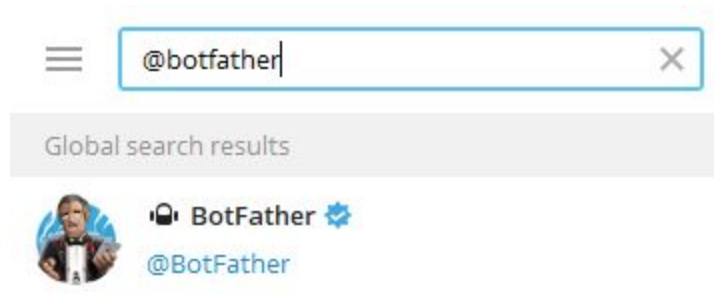 @botfather
Global search results
BotFather
@BotFather